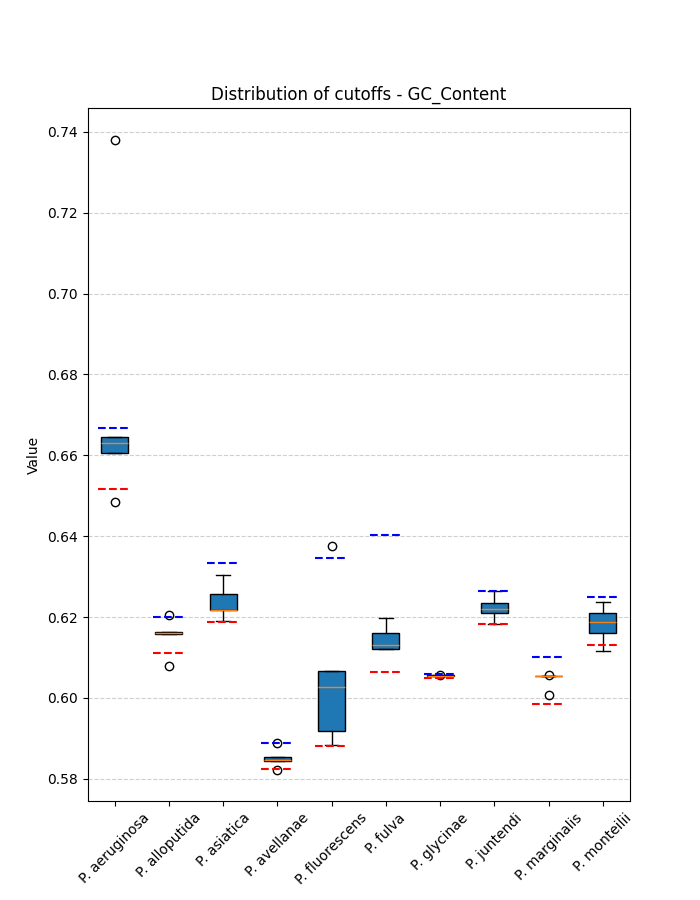 Distribution of cutoffs - GC_Content
0.74
0.72
0.70
0.68
0.66
0.64
0.62
0.60
0.58
Value
P. aeruginosa
P. alloputida
P. asiatica
P. avellanae
P. fluorescens
P. fulva
P. glycinae
P. juntendi
P. marginalis
P. monteilii